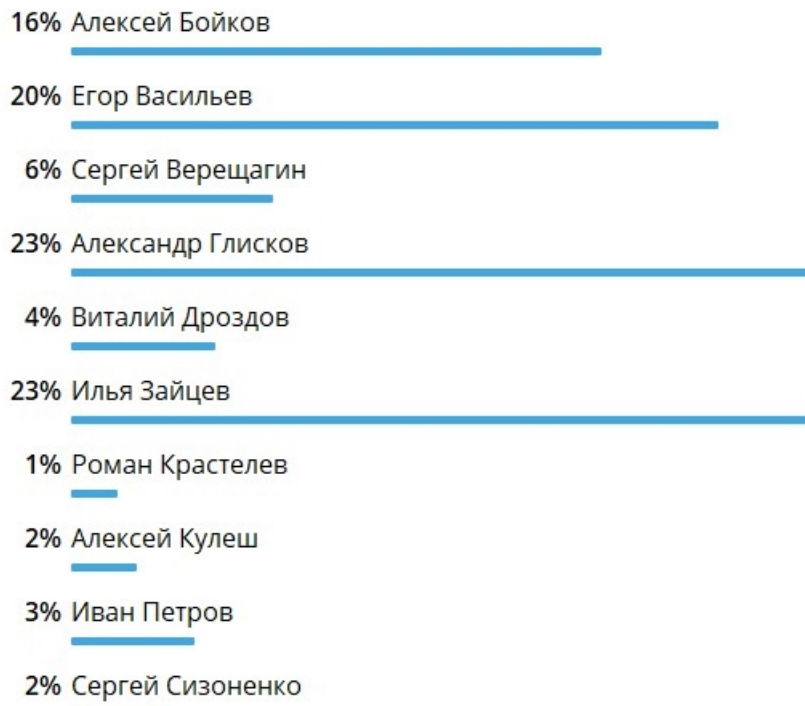 16% Алексей Бойков
20% Егор Васильев
6% Сергей Верещагин
23% Александр Глисков
4% Виталий Дроздов
23% Илья Зайцев
1% Роман Крастелев
2% Алексей Кулеш
3% Иван Петров
2% Сергей Сизоненко